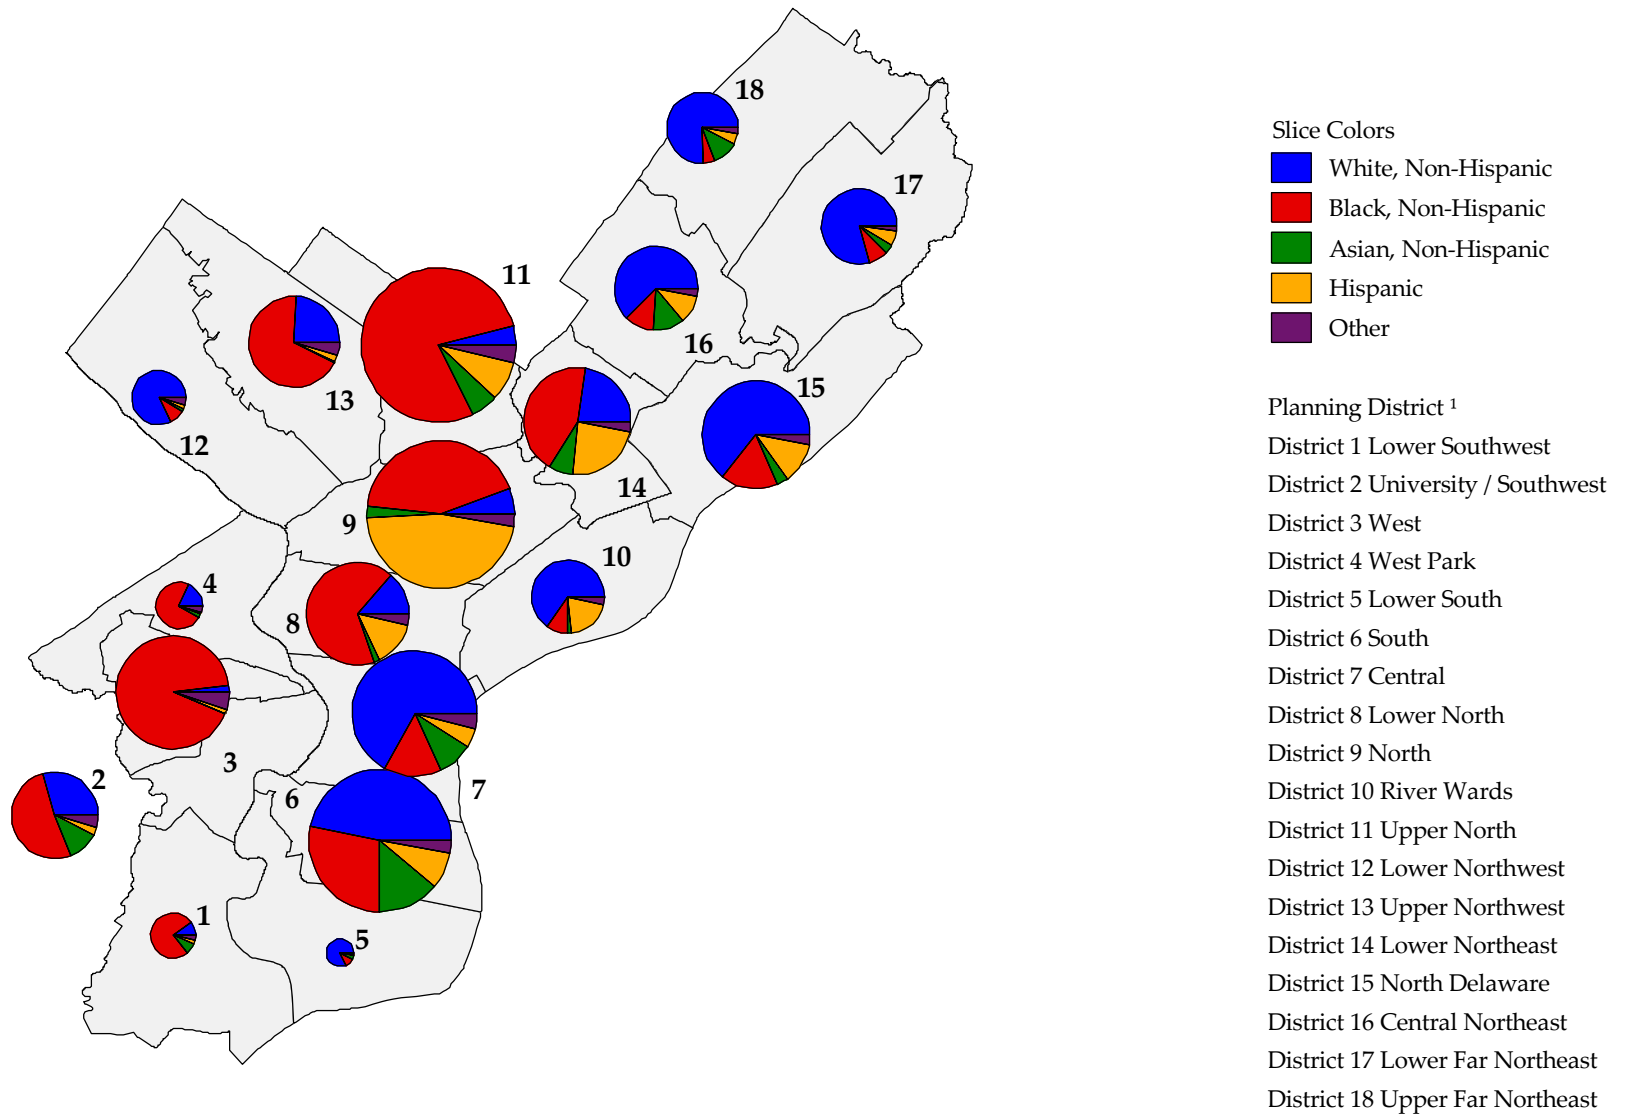 18
17
11
16
15
13
12
14
9
10
4
8
3
2
6
7
1
5
Slice Colors
White, Non-Hispanic
Black, Non-Hispanic
Asian, Non-Hispanic
Hispanic
Other
Planning District ¹
District 1 Lower Southwest
District 2 University / Southwest
District 3 West
District 4 West Park
District 5 Lower South
District 6 South
District 7 Central
District 8 Lower North
District 9 North
District 10 River Wards
District 11 Upper North
District 12 Lower Northwest
District 13 Upper Northwest
District 14 Lower Northeast
District 15 North Delaware
District 16 Central Northeast
District 17 Lower Far Northeast
District 18 Upper Far Northeast